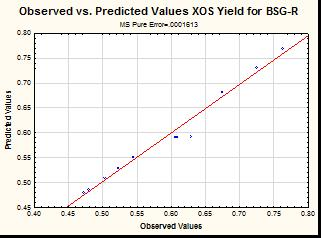 Observed vs. Predicted Values XOS Yield for BSG-R
MS Pure Error=.0001613
Predicted Values
0.80
0.75
0.70
0.65
0.60
0.55
0.50
0.45
0.40 0.45 0.50 0.55 0.60 0.65 0.70 0.75 0.80
Observed Values